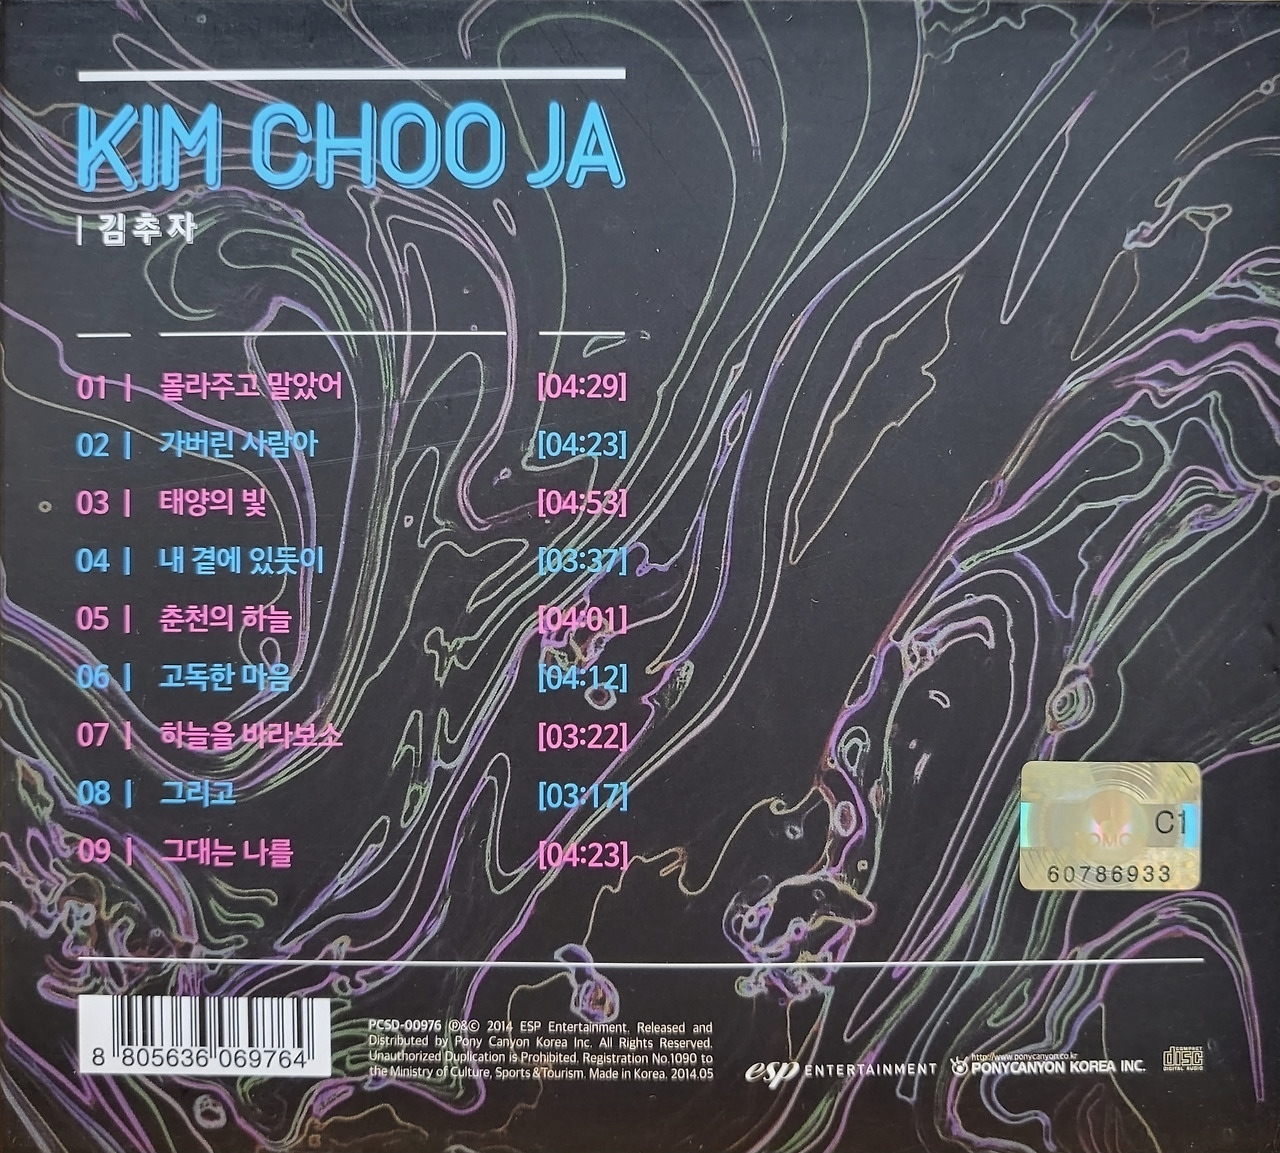 KIM CHOO JA
| 김추자
01 | 몰라주고 말았어 [04:29]
02 | 가버린 사람아 [04:23]
03 | 태양의 빛 [04:53]
04 | 내 곁에 있듯이 [03:37]
05 | 춘천의 하늘 [04:01]
06 | 고독한 마음 [04:12]
07 | 하늘을 바라보소 [03:22]
08 | 그리고 [03:17]
09 | 그대는 나를 [04:23]
C1
60786933
8 805636 069764
PCSD-00976 ℗&© 2014 ESP Entertainment. Released and
Distributed by Pony Canyon Korea Inc. All Rights Reserved.
Unauthorized Duplication is Prohibited. Registration No.1090 to
the Ministry of Culture, Sports & Tourism. Made in Korea. 2014.05
esp ENTERTAINMENT
http://www.ponycanyon.co.kr
PONYCANYON KOREA INC.
COMPACT
disc
DIGITAL AUDIO